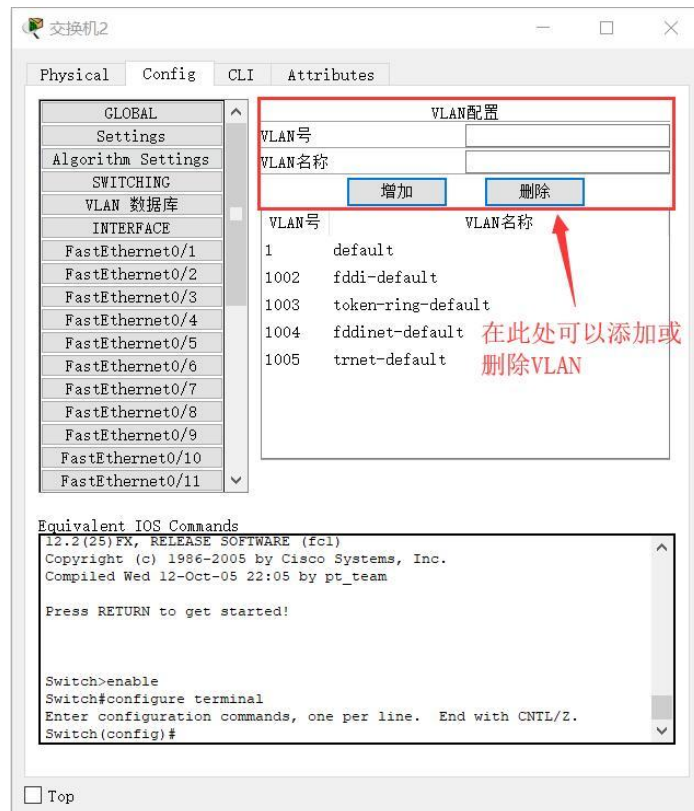 交换机2
Physical Config CLI Attributes
GLOBAL
Settings
Algorithm Settings
SWITCHING
VLAN 数据库
INTERFACE
FastEthernet0/1
FastEthernet0/2
FastEthernet0/3
FastEthernet0/4
FastEthernet0/5
FastEthernet0/6
FastEthernet0/7
FastEthernet0/8
FastEthernet0/9
FastEthernet0/10
FastEthernet0/11
VLAN配置
VLAN号
VLAN名称
增加 删除
VLAN号 VLAN名称
1 default
1002 fddi-default
1003 token-ring-default
1004 fddinet-default
1005 trnet-default
在此处可以添加或
删除VLAN
Equivalent IOS Commands
12.2(25)FX, RELEASE SOFTWARE (fc1)
Copyright (c) 1986-2005 by Cisco Systems, Inc.
Compiled Wed 12-Oct-05 22:05 by pt_team
Press RETURN to get started!
Switch>enable
Switch#configure terminal
Enter configuration commands, one per line. End with CNTL/Z.
Switch(config)#
Top